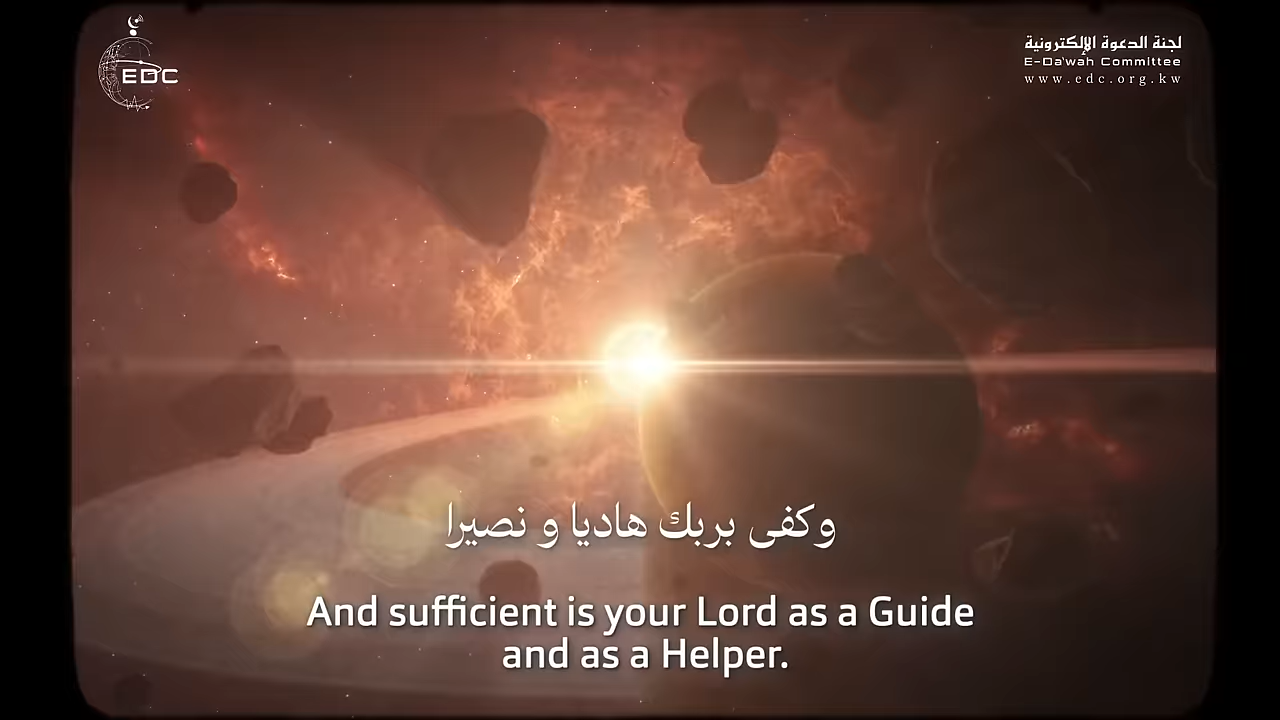 EDC
لجنة الدعوة الإلكترونية
E-Da'wah Committee
www.edc.org.kw
وكفى بربك هاديا و نصيرا
And sufficient is your Lord as a Guide
and as a Helper.